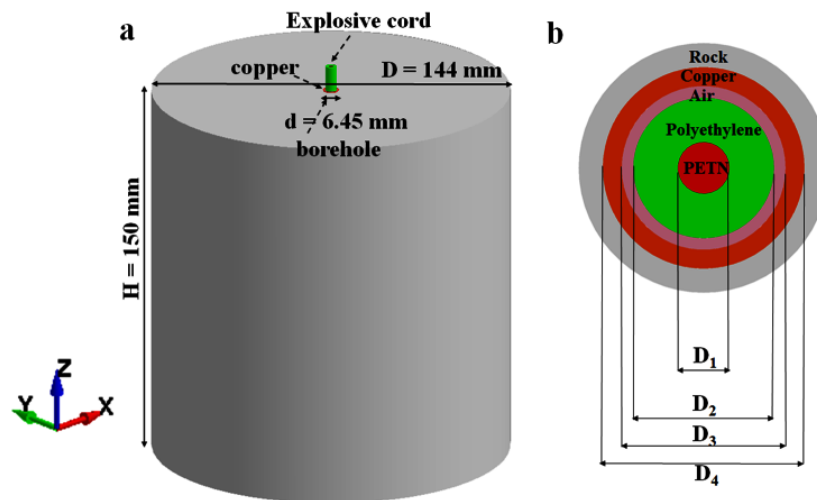 a
Explosive cord
copper
D = 144 mm
d = 6.45 mm
borehole
H = 150 mm
Z
Y
X
b
Rock
Copper
Air
Polyethylene
PETN
D1
D2
D3
D4